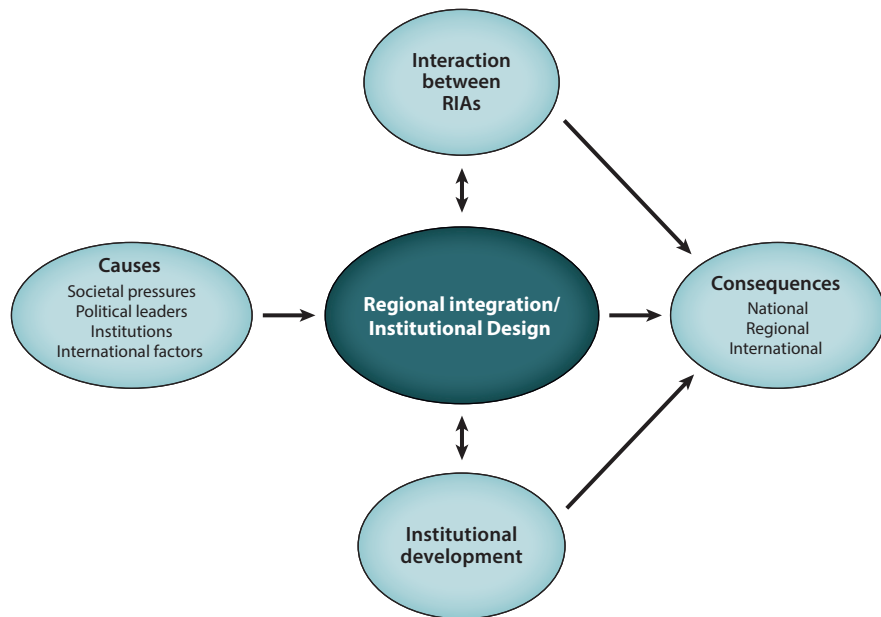 Interaction
between
RIAs
Causes
Societal pressures
Political leaders
Institutions
International factors
Regional integration/
Institutional Design
Consequences
National
Regional
International
Institutional
development